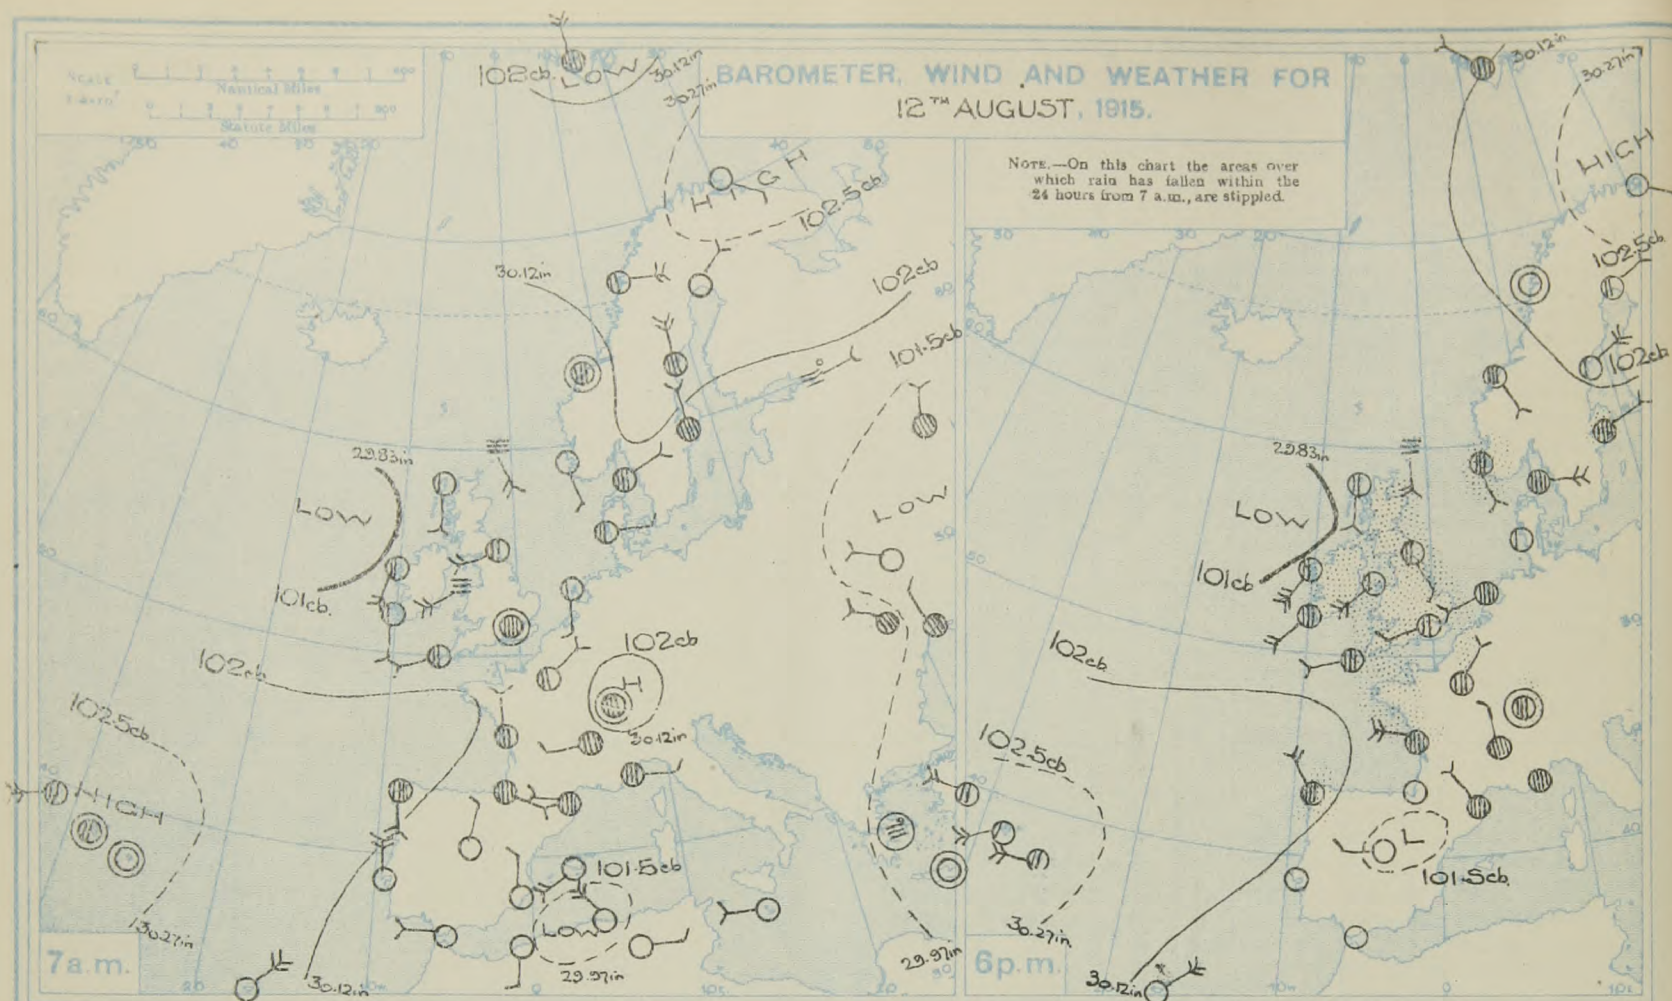 BAROMETER, WIND AND WEATHER FOR
12TH AUGUST, 1915.
NOTE.—On this chart the areas over
which rain has fallen within the
24 hours from 7 a.m., are stippled.
SCALE
Nautical Miles
Statute Miles
102cb.
LOW
30.12in
30.27in
HIGH
102.5cb
30.12in
102cb
101.5cb
29.83in
LOW
LOW
101cb.
102cb
102cb
H
30.12in
102.5cb
HIGH
101.5cb
LOW
30.27in
30.12in
29.97in
29.97in
7a.m.
30.12in
30.27in
HIGH
102.5cb
102cb
29.83in
LOW
101cb
102cb
102.5cb
L
101.5cb.
30.27in.
30.12in
6p.m.